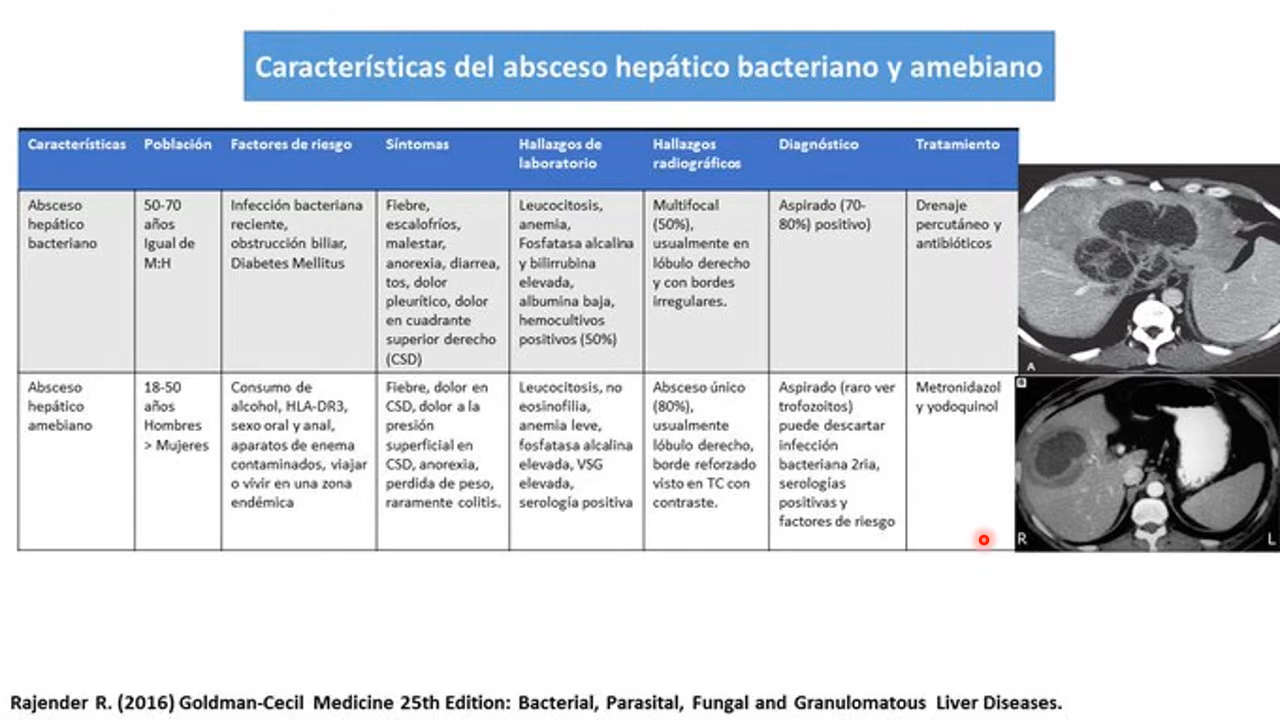 Características del absceso hepático bacteriano y amebiano
Características
Población
Factores de riesgo
Síntomas
Hallazgos de
laboratorio
Hallazgos
radiográficos
Diagnóstico
Tratamiento
Absceso
hepático
bacteriano
50-70
años
Igual de
M:H
Infección bacteriana
reciente,
obstrucción biliar,
Diabetes Mellitus
Fiebre,
escalofríos,
malestar,
anorexia, diarrea,
tos, dolor
pleurítico, dolor
en cuadrante
superior derecho
(CSD)
Leucocitosis,
anemia,
Fosfatasa alcalina
y bilirrubina
elevada,
albumina baja,
hemocultivos
positivos (50%)
Multifocal
(50%),
usualmente en
lóbulo derecho
y con bordes
irregulares.
Aspirado (70-
80%) positivo)
Drenaje
percutáneo y
antibióticos
A
Absceso
hepático
amebiano
18-50
años
Hombres
> Mujeres
Consumo de
alcohol, HLA-DR3,
sexo oral y anal,
aparatos de enema
contaminados, viajar
o vivir en una zona
endémica
Fiebre, dolor en
CSD, dolor a la
presión
superficial en
CSD, anorexia,
perdida de peso,
raramente colitis.
Leucocitosis, no
eosinofilia,
anemia leve,
fosfatasa alcalina
elevada, VSG
elevada,
serología positiva
Absceso único
(80%),
usualmente
lóbulo derecho,
borde reforzado
visto en TC con
contraste.
Aspirado (raro ver
trofozoitos)
puede descartar
infección
bacteriana 2ria,
serologías
positivas y
factores de riesgo
Metronidazol
y yodoquinol
B
R
L
Rajender R. (2016) Goldman-Cecil Medicine 25th Edition: Bacterial, Parasital, Fungal and Granulomatous Liver Diseases.